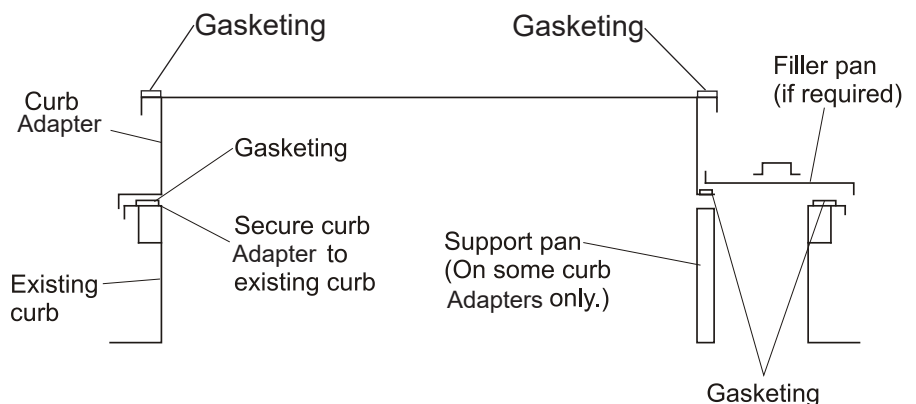 Gasketing
Gasketing
Filler pan
(if required)
Curb
Adapter
Gasketing
Secure curb
Adapter to
existing curb
Support pan
(On some curb
Adapters only.)
Existing
curb
Gasketing